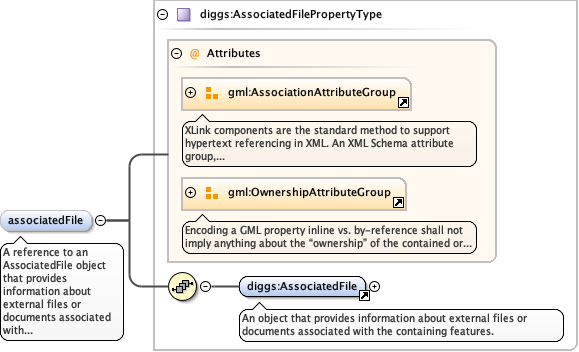 diggs:AssociatedFilePropertyType
@ Attributes
gml:AssociationAttributeGroup
XLink components are the standard method to support
hypertext referencing in XML. An XML Schema attribute
group,...
gml:OwnershipAttributeGroup
Encoding a GML property inline vs. by-reference shall not
imply anything about the “ownership” of the contained or...
associatedFile
A reference to an
AssociatedFile object
that provides
information about
external files or
documents associated
with...
diggs:AssociatedFile
An object that provides information about external files or
documents associated with the containing features.